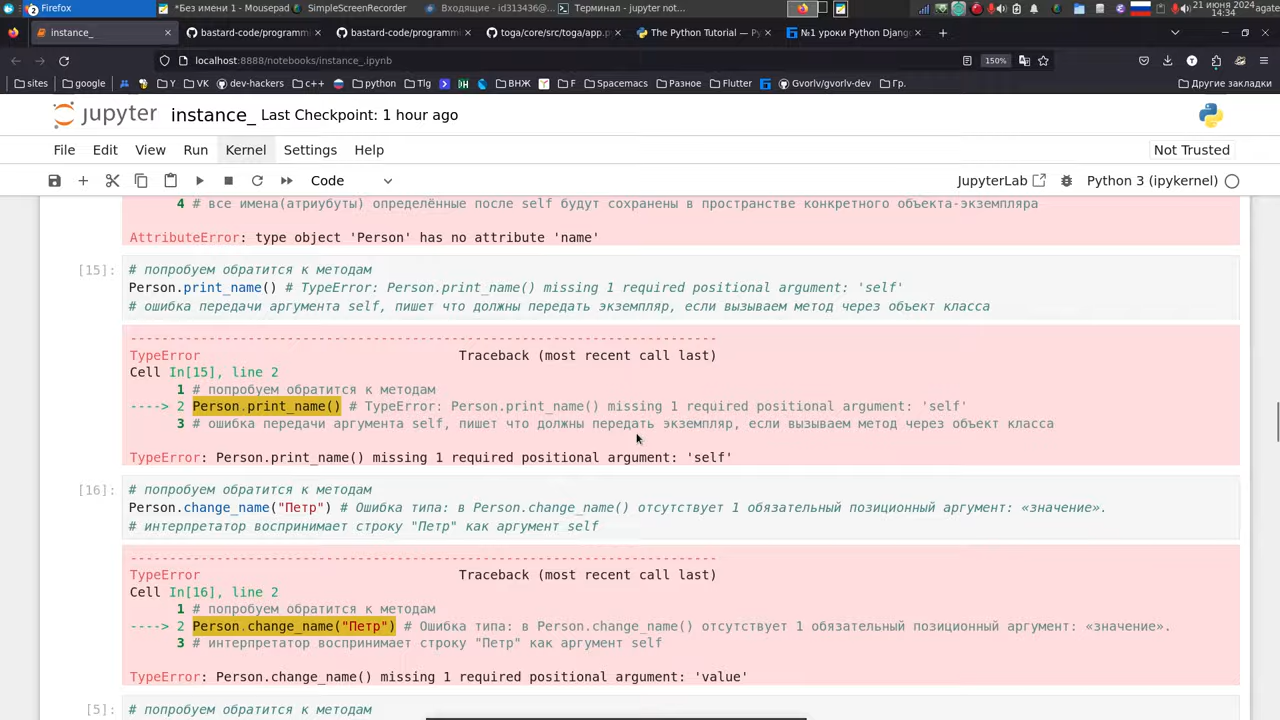 Firefox
2
*Без имени 1 - Mousepad
SimpleScreenRecorder
Входящие - id313436@...
Терминал - jupyter not...
21 июня 2024
14:34
agate
instance_
bastard-code/programmi
bastard-code/programmi
toga/core/src/toga/app.p
The Python Tutorial — Py
№1 уроки Python Djang
localhost:8888/notebooks/instance_.ipynb
150%
sites
google
Y
VK
dev-hackers
c++
python
Tlg
ВНЖ
F
Spacemacs
Разное
Flutter
Gvorlv/gvorlv-dev
Гр.
Другие закладки
jupyter instance_ Last Checkpoint: 1 hour ago
File Edit View Run Kernel Settings Help Not Trusted
Code JupyterLab Python 3 (ipykernel)
4 # все имена(атриубуты) определённые после self будут сохранены в пространстве конкретного объекта-экземпляра
AttributeError: type object 'Person' has no attribute 'name'
[15]: # попробуем обратится к методам
Person.print_name() # TypeError: Person.print_name() missing 1 required positional argument: 'self'
# ошибка передачи аргумента self, пишет что должны передать экземпляр, если вызываем метод через объект класса
---------------------------------------------------------------------------
TypeError Traceback (most recent call last)
Cell In[15], line 2
1 # попробуем обратится к методам
----> 2 Person.print_name() # TypeError: Person.print_name() missing 1 required positional argument: 'self'
3 # ошибка передачи аргумента self, пишет что должны передать экземпляр, если вызываем метод через объект класса
TypeError: Person.print_name() missing 1 required positional argument: 'self'
[16]: # попробуем обратится к методам
Person.change_name("Петр") # Ошибка типа: в Person.change_name() отсутствует 1 обязательный позиционный аргумент: «значение».
# интерпретатор воспринимает строку "Петр" как аргумент self
---------------------------------------------------------------------------
TypeError Traceback (most recent call last)
Cell In[16], line 2
1 # попробуем обратится к методам
----> 2 Person.change_name("Петр") # Ошибка типа: в Person.change_name() отсутствует 1 обязательный позиционный аргумент: «значение».
3 # интерпретатор воспринимает строку "Петр" как аргумент self
TypeError: Person.change_name() missing 1 required positional argument: 'value'
[5]: # попробуем обратится к методам